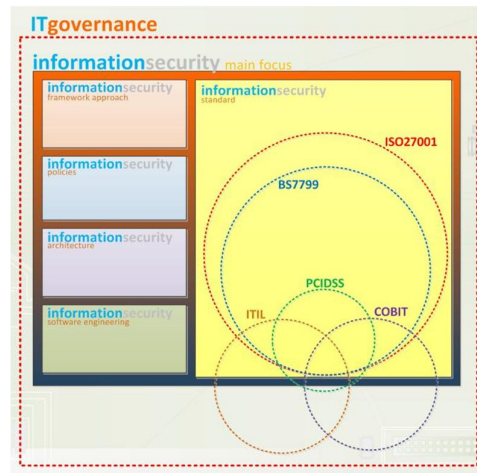 ITgovernance
informationsecurity main focus
informationsecurity
framework approach
informationsecurity
policies
informationsecurity
architecture
informationsecurity
software engineering
informationsecurity
standard
ISO27001
BS7799
PCIDSS
ITIL
COBIT